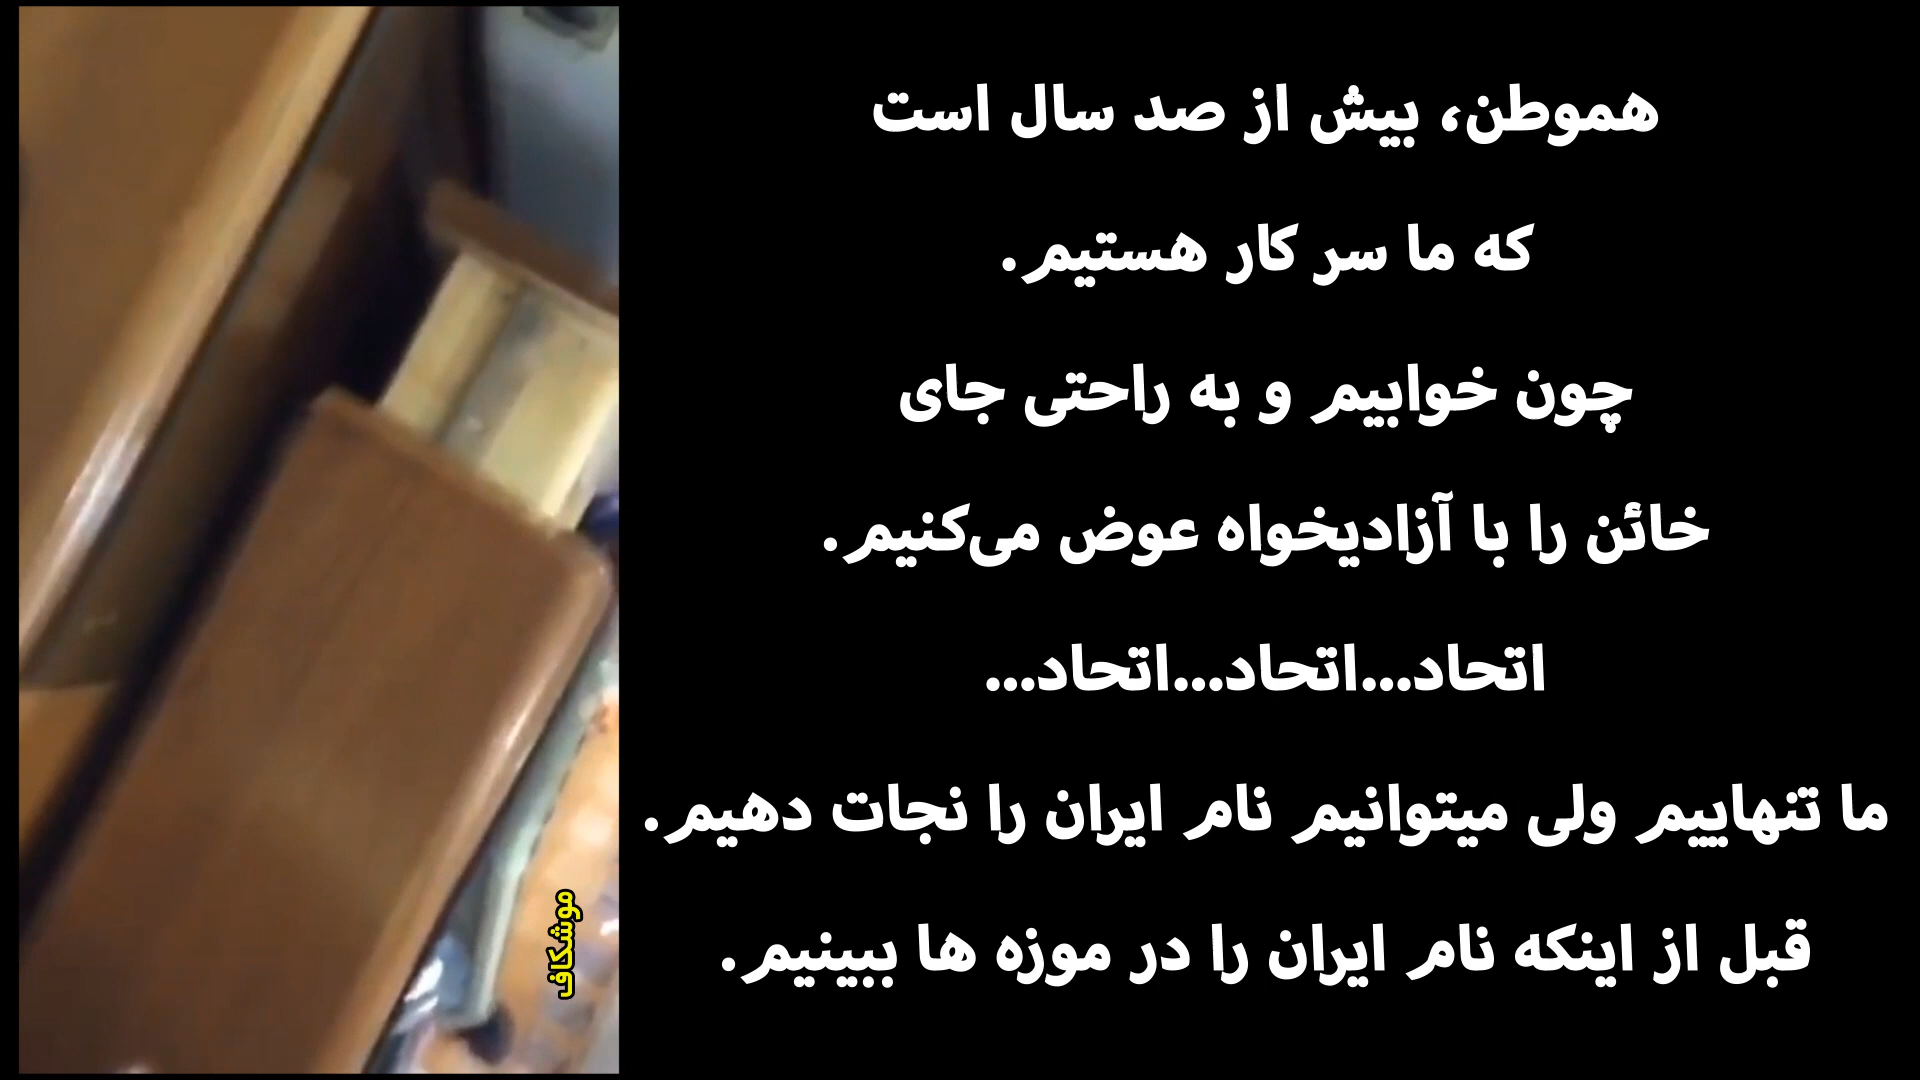 هموطن، بیش از صد سال است
که ما سر کار هستیم.
چون خوابیم و به راحتی جای
خائن را با آزادیخواه عوض می‌کنیم.
اتحاد...اتحاد...اتحاد...
ما تنهاییم ولی میتوانیم نام ایران را نجات دهیم.
قبل از اینکه نام ایران را در موزه ها ببینیم.
موشکاف